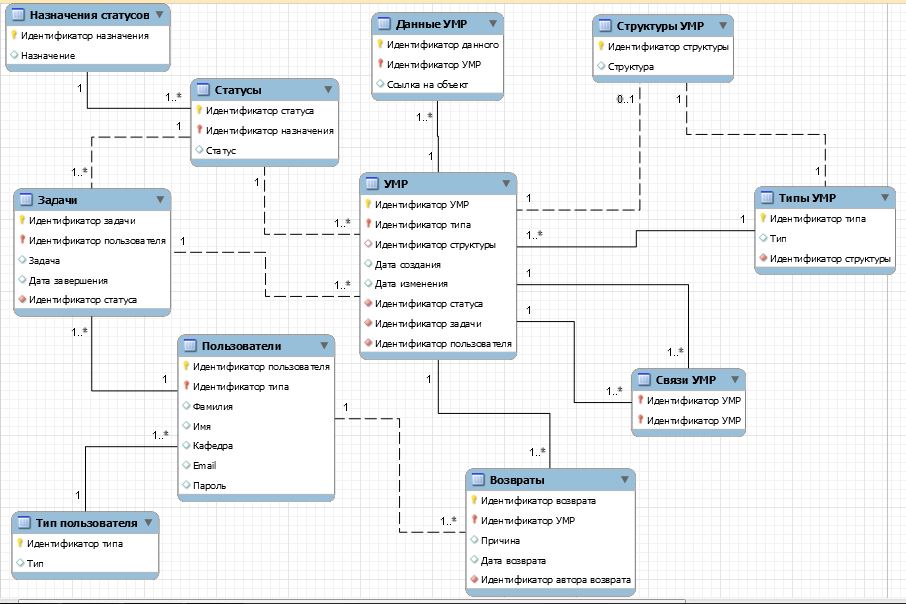 Назначения статусов
Идентификатор назначения
Назначение
1
1..*
Статусы
Идентификатор статуса
Идентификатор назначения
Статус
1
1..*
1
1..*
Данные УМР
Идентификатор данного
Идентификатор УМР
Ссылка на объект
1..*
1
Структуры УМР
Идентификатор структуры
Структура
0..1
1
1
1
Типы УМР
Идентификатор типа
Тип
Идентификатор структуры
1
1..*
УМР
Идентификатор УМР
Идентификатор типа
Идентификатор структуры
Дата создания
Дата изменения
Идентификатор статуса
Идентификатор задачи
Идентификатор пользователя
Задачи
Идентификатор задачи
Идентификатор пользователя
Задача
Дата завершения
Идентификатор статуса
1
1..*
1..*
1
Пользователи
Идентификатор пользователя
Идентификатор типа
Фамилия
Имя
Кафедра
Email
Пароль
1..*
1
Тип пользователя
Идентификатор типа
Тип
1
1..*
1
1..*
Связи УМР
Идентификатор УМР
Идентификатор УМР
1
1..*
1
1..*
Возвраты
Идентификатор возврата
Идентификатор УМР
Причина
Дата возврата
Идентификатор автора возврата